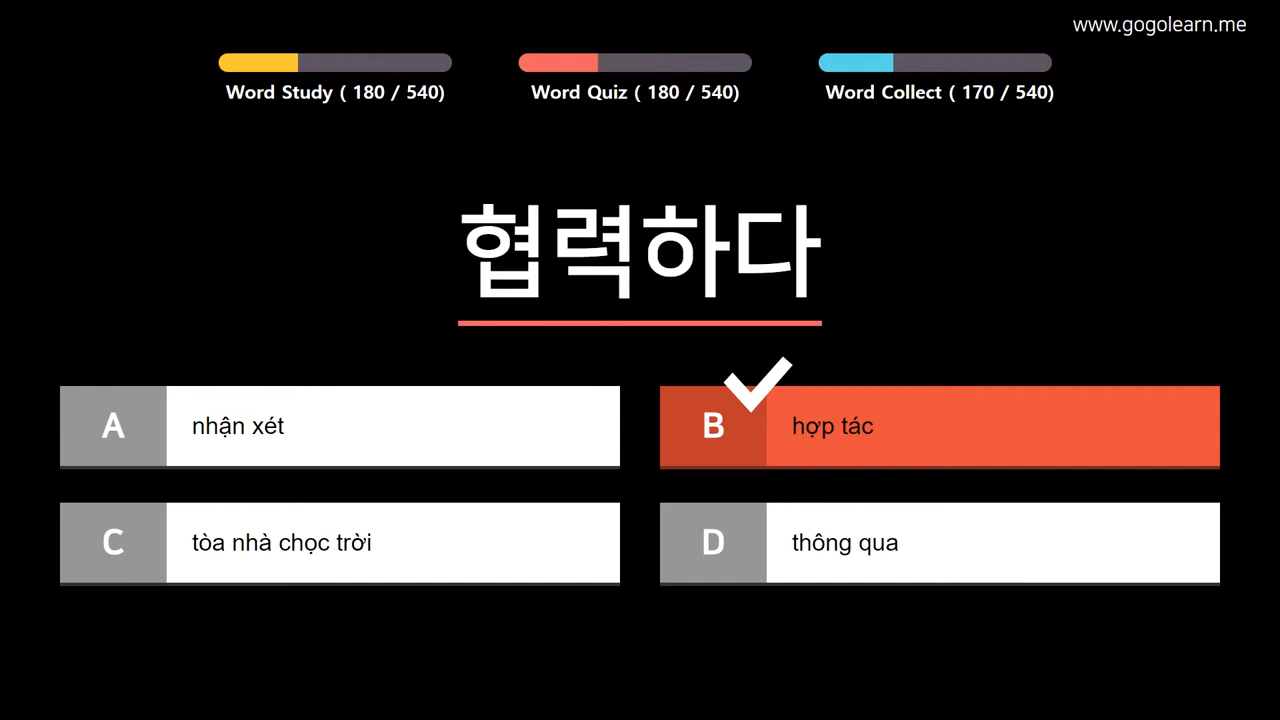 www.gogolearn.me
Word Study ( 180 / 540)
Word Quiz ( 180 / 540)
Word Collect ( 170 / 540)
협력하다
A nhận xét
B hợp tác
C tòa nhà chọc trời
D thông qua